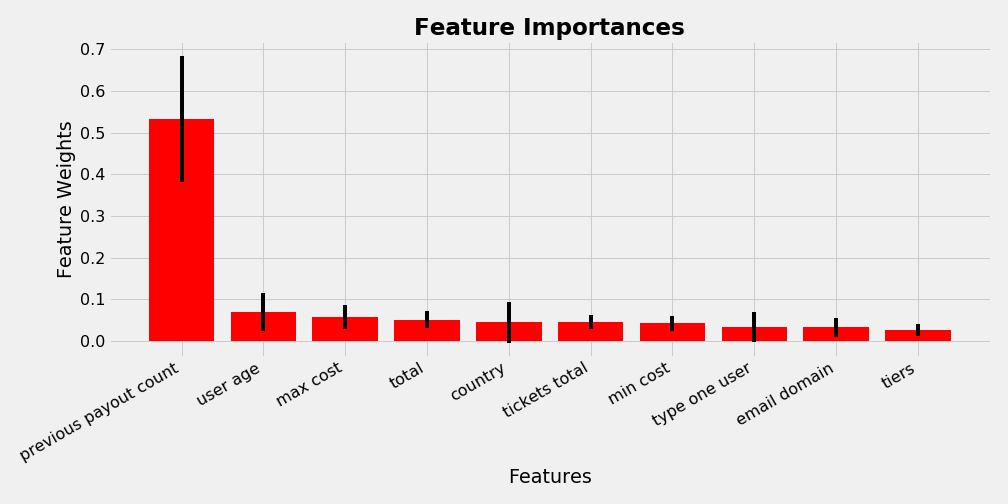 Feature Importances
Feature Weights
0.7
0.6
0.5
0.4
0.3
0.2
0.1
0.0
previous payout count
user age
max cost
total
country
tickets total
min cost
type one user
email domain
tiers
Features